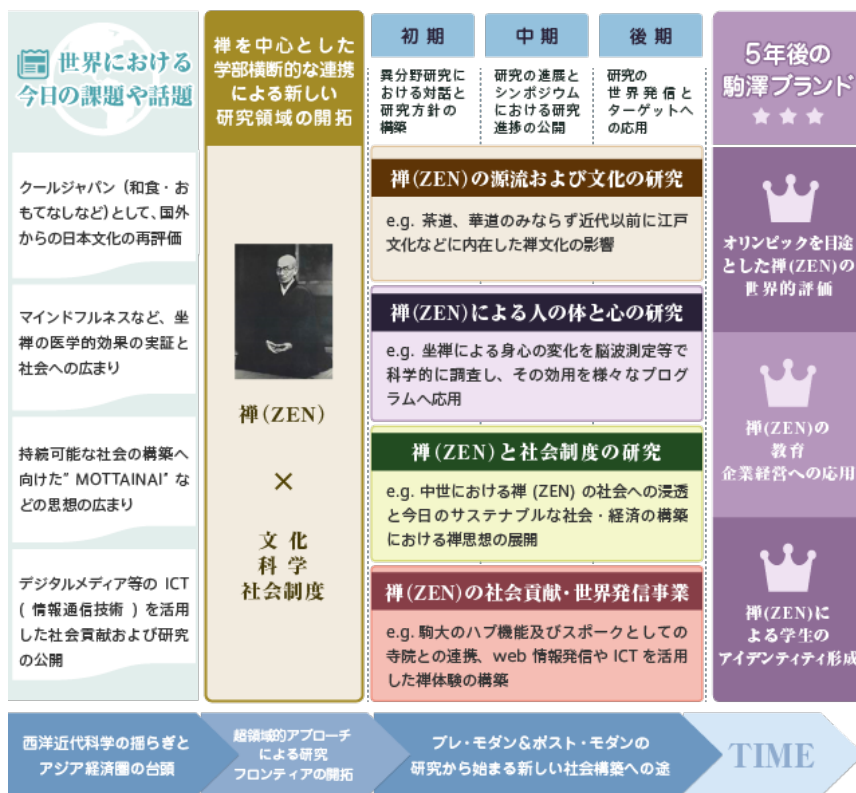 世界における
今日の課題や話題
クールジャパン（和食・お
もてなしなど）として、国外
からの日本文化の再評価
マインドフルネスなど、坐
禅の医学的効果の実証と
社会への広まり
持続可能な社会の構築へ
向けた"MOTTAINAI"な
どの思想の広まり
デジタルメディア等の ICT
( 情報通信技術 ) を活用
した社会貢献および研究
の公開
禅を中心とした
学部横断的な連携
による新しい
研究領域の開拓
禅(ZEN)
×
文化
科学
社会制度
初期
中期
後期
異分野研究に
おける対話と
研究方針の
構築
研究の進展と
シンポジウム
における研究
進捗の公開
研究の
世界発信と
ターゲットへ
の応用
禅(ZEN)の源流および文化の研究
e.g. 茶道、華道のみならず近代以前に江戸
文化などに内在した禅文化の影響
禅(ZEN)による人の体と心の研究
e.g. 坐禅による身心の変化を脳波測定等で
科学的に調査し、その効用を様々なプログ
ラムへ応用
禅(ZEN)と社会制度の研究
e.g. 中世における禅 (ZEN) の社会への浸透
と今日のサステナブルな社会・経済の構築
における禅思想の展開
禅(ZEN)の社会貢献・世界発信事業
e.g. 駒大のハブ機能及びスポークとしての
寺院との連携、web 情報発信や ICT を活用
した禅体験の構築
5年後の
駒澤ブランド
オリンピックを目途
とした禅(ZEN)の
世界的評価
禅(ZEN)の
教育
企業経営への応用
禅(ZEN)に
よる学生の
アイデンティティ形成
西洋近代科学の揺らぎと
アジア経済圏の台頭
超領域的アプローチ
による研究
フロンティアの開拓
プレ・モダン&ポスト・モダンの
研究から始まる新しい社会構築への途
TIME